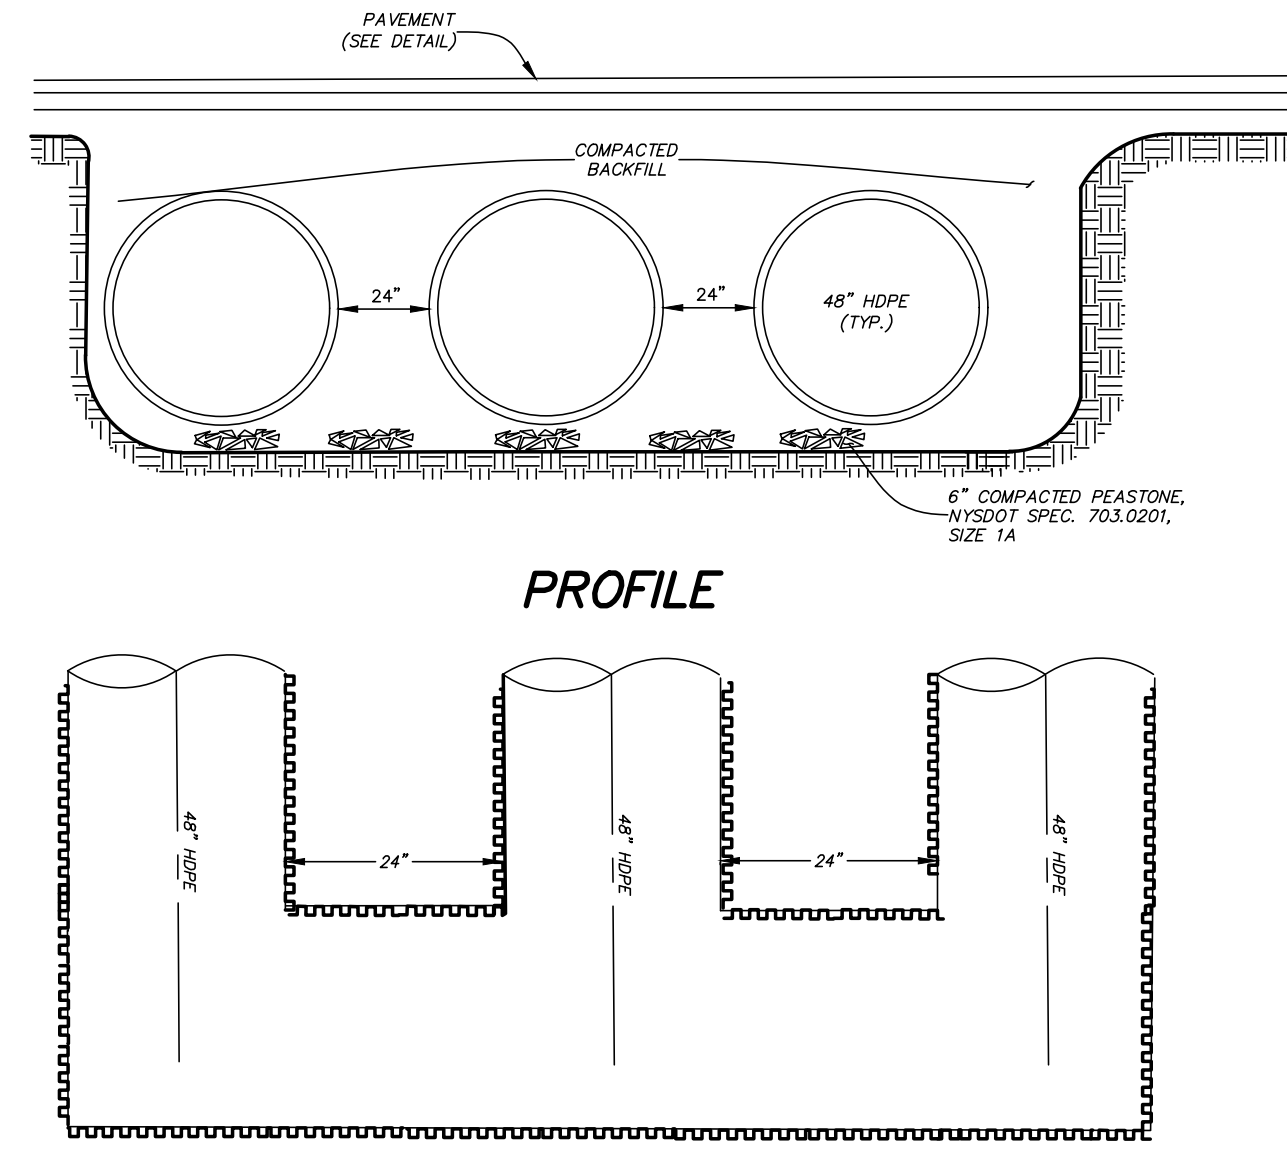 PAVEMENT
(SEE DETAIL)
COMPACTED
BACKFILL
24”
24”
48” HDPE
(TYP.)
6” COMPACTED PEASTONE,
NYSDOT SPEC. 703.0201,
SIZE 1A
PROFILE
48” HDPE
24”
48” HDPE
24”
48” HDPE